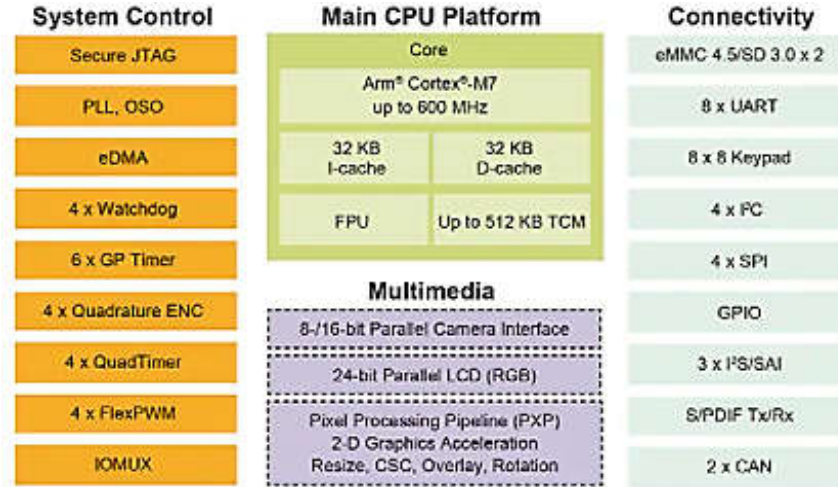 System Control
Secure JTAG
PLL, OSO
eDMA
4 x Watchdog
6 x GP Timer
4 x Quadrature ENC
4 x QuadTimer
4 x FlexPWM
IOMUX
Main CPU Platform
Core
Arm® Cortex®-M7
up to 600 MHz
32 KB
I-cache
32 KB
D-cache
FPU
Up to 512 KB TCM
Multimedia
8-/16-bit Parallel Camera Interface
24-bit Parallel LCD (RGB)
Pixel Processing Pipeline (PXP)
2-D Graphics Acceleration
Resize, CSC, Overlay, Rotation
Connectivity
eMMC 4.5/SD 3.0 x 2
8 x UART
8 x 8 Keypad
4 x I²C
4 x SPI
GPIO
3 x I²S/SAI
S/PDIF Tx/Rx
2 x CAN